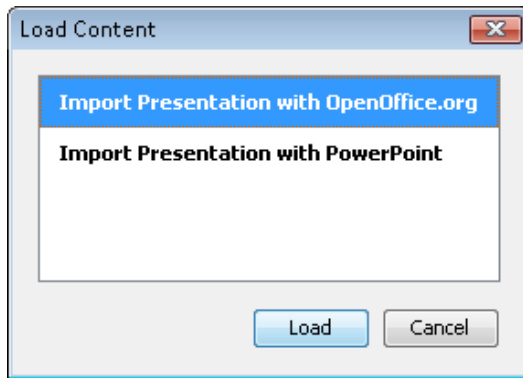 Load Content
Import Presentation with OpenOffice.org
Import Presentation with PowerPoint
Load Cancel